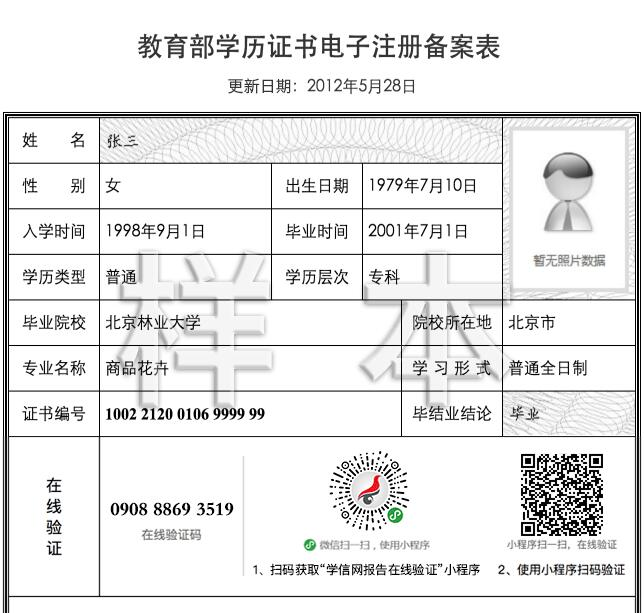 教育部学历证书电子注册备案表
更新日期：2012年5月28日
姓 名 张三
性 别 女 出生日期 1979年7月10日
入学时间 1998年9月1日 毕业时间 2001年7月1日
暂无照片数据
学历类型 普通 学历层次 专科
样本
毕业院校 北京林业大学 院校所在地 北京市
专业名称 商品花卉 学习形式 普通全日制
证书编号 1002 2120 0106 9999 99 毕结业结论 毕业
在线验证
0908 8869 3519
在线验证码
微信扫一扫，使用小程序
1、扫码获取“学信网报告在线验证”小程序
小程序扫一扫，在线验证
2、使用小程序扫码验证